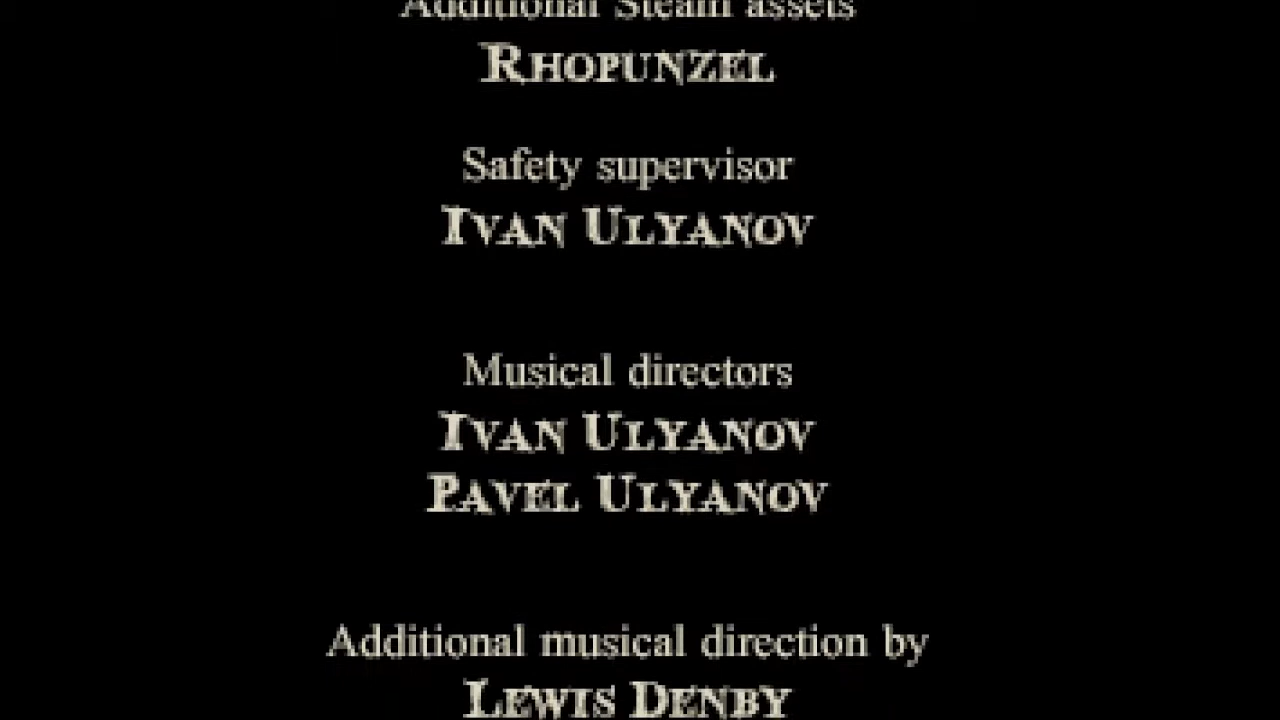 Additional Steam assets
RHOPUNZEL
Safety supervisor
IVAN ULYANOV
Musical directors
IVAN ULYANOV
PAVEL ULYANOV
Additional musical direction by
LEWIS DENBY